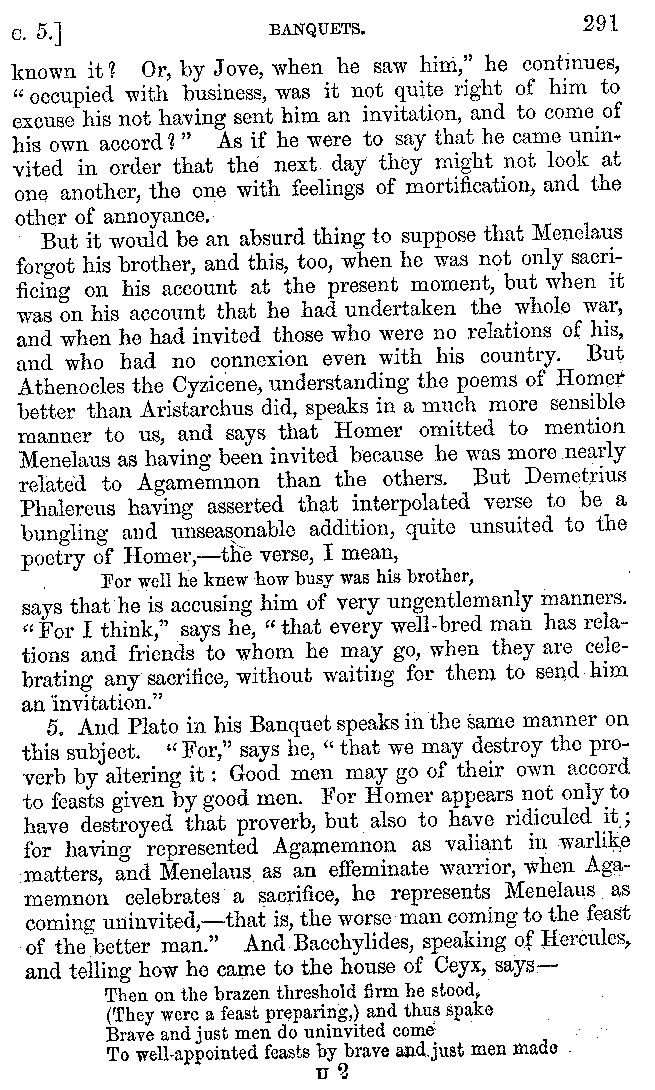 c. 5.] BANQUETS. 291
known it? Or, by Jove, when he saw him,” he continues,
“occupied with business, was it not quite right of him to
excuse his not having sent him an invitation, and to come of
his own accord?” As if he were to say that he came unin-
vited in order that the next day they might not look at
one another, the one with feelings of mortification, and the
other of annoyance.
But it would be an absurd thing to suppose that Menelaus
forgot his brother, and this, too, when he was not only sacri-
ficing on his account at the present moment, but when it
was on his account that he had undertaken the whole war,
and when he had invited those who were no relations of his,
and who had no connexion even with his country. But
Athenocles the Cyzicene, understanding the poems of Homer
better than Aristarchus did, speaks in a much more sensible
manner to us, and says that Homer omitted to mention
Menelaus as having been invited because he was more nearly
related to Agamemnon than the others. But Demetrius
Phalereus having asserted that interpolated verse to be a
bungling and unseasonable addition, quite unsuited to the
poetry of Homer,—the verse, I mean,
For well he knew how busy was his brother,
says that he is accusing him of very ungentlemanly manners.
“For I think,” says he, “that every well-bred man has rela-
tions and friends to whom he may go, when they are cele-
brating any sacrifice, without waiting for them to send him
an invitation.”
5. And Plato in his Banquet speaks in the same manner on
this subject. “For,” says he, “that we may destroy the pro-
verb by altering it: Good men may go of their own accord
to feasts given by good men. For Homer appears not only to
have destroyed that proverb, but also to have ridiculed it;
for having represented Agamemnon as valiant in warlike
matters, and Menelaus as an effeminate warrior, when Aga-
memnon celebrates a sacrifice, he represents Menelaus as
coming uninvited,—that is, the worse man coming to the feast
of the better man.” And Bacchylides, speaking of Hercules,
and telling how he came to the house of Ceyx, says—
Then on the brazen threshold firm he stood,
(They were a feast preparing,) and thus spake
Brave and just men do uninvited come
To well-appointed feasts by brave and just men made
U 2